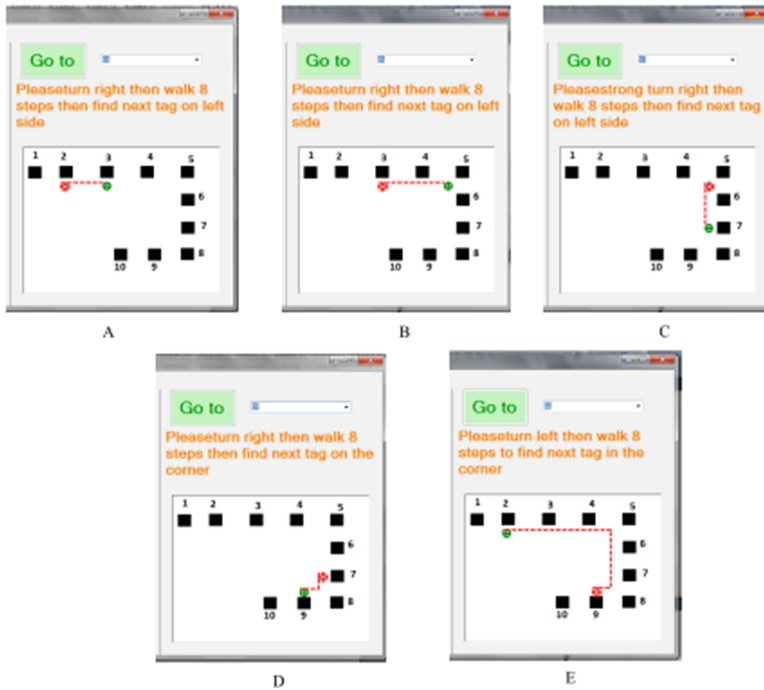 Go to
Pleaseturn right then walk 8
steps then find next tag on left
side
1 2 3 4 5
6
7
8
10 9
A
Go to
Pleaseturn right then walk 8
steps then find next tag on left
side
1 2 3 4 5
6
7
8
10 9
B
Go to
Pleasestrong turn right then
walk 8 steps then find next tag
on left side
1 2 3 4 5
6
7
8
10 9
C
Go to
Pleaseturn right then walk 8
steps then find next tag on the
corner
1 2 3 4 5
6
7
8
10 9
D
Go to
Pleaseturn left then walk 8
steps to find next tag in the
corner
1 2 3 4 5
6
7
8
10 9
E